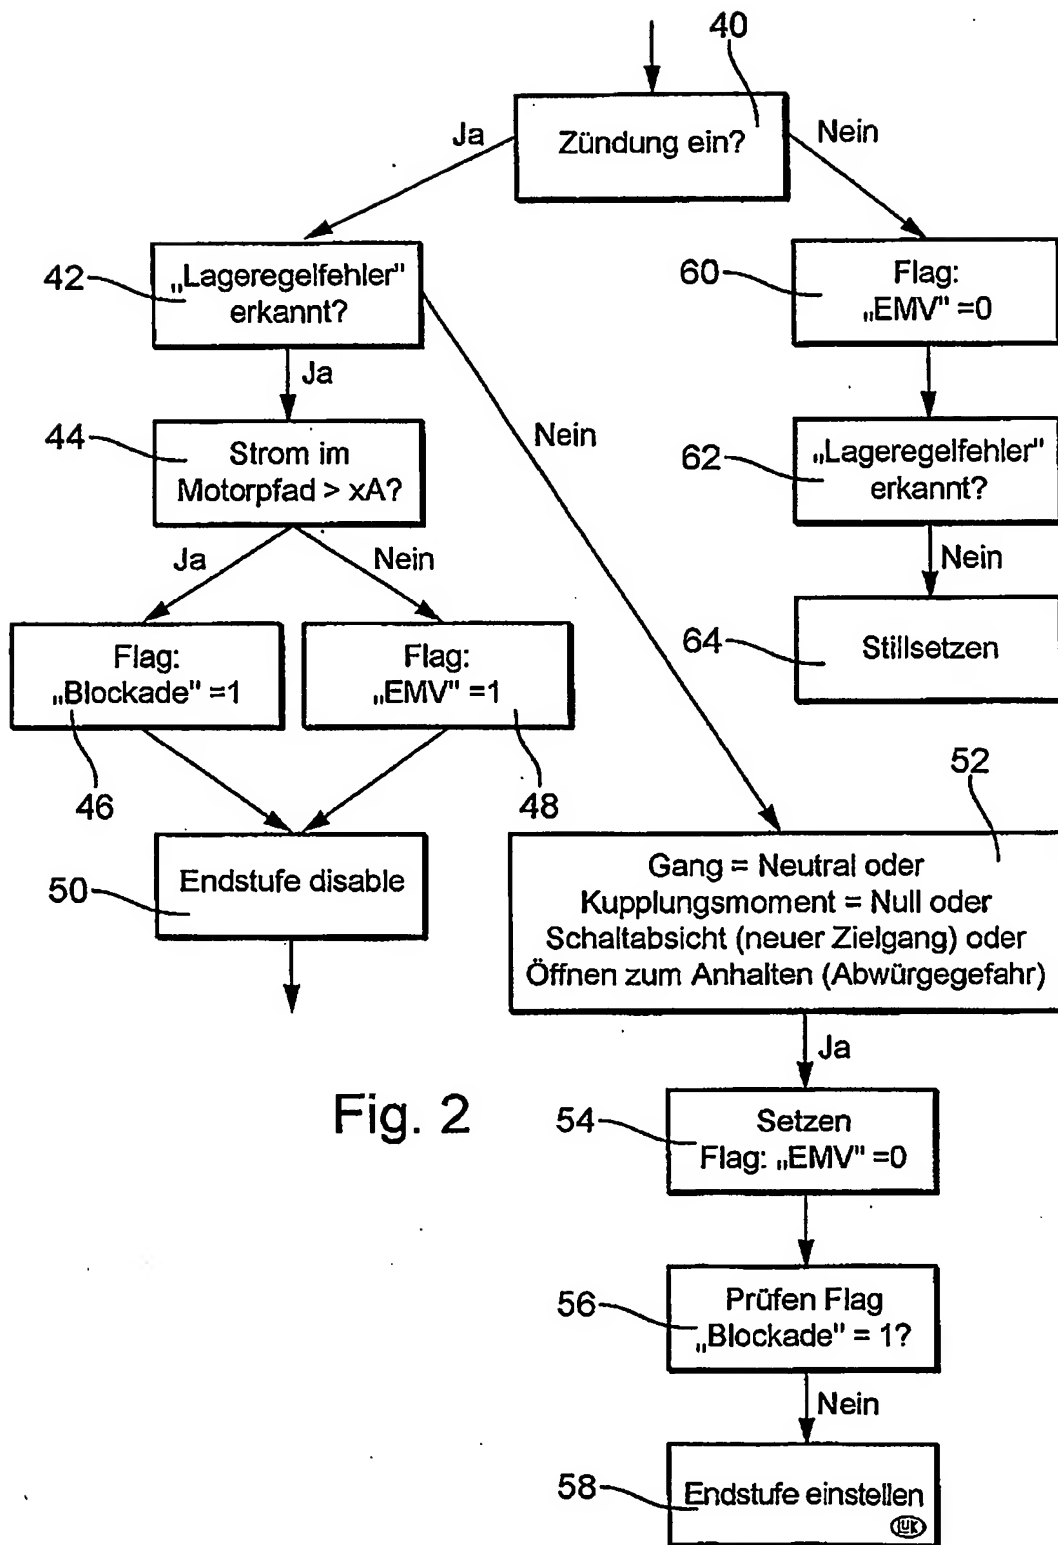 40
Zündung ein?
Ja
Nein
42
„Lageregelfehler"
erkannt?
60
Flag:
„EMV" =0
Ja
44
Strom im
Motorpfad > xA?
Nein
62
„Lageregelfehler"
erkannt?
Ja
Nein
Nein
Flag:
„Blockade" =1
Flag:
„EMV" =1
64
Stillsetzen
46
48
52
50
Endstufe disable
Gang = Neutral oder
Kupplungsmoment = Null oder
Schaltabsicht (neuer Zielgang) oder
Öffnen zum Anhalten (Abwürgegefahr)
Ja
Fig. 2
54
Setzen
Flag: „EMV" =0
56
Prüfen Flag
„Blockade" = 1?
Nein
58
Endstufe einstellen
LuK